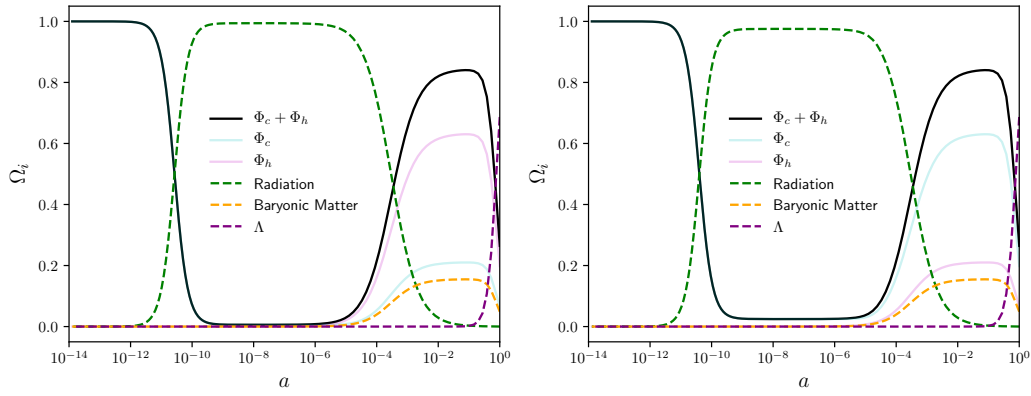 1.0
0.8
0.6
0.4
0.2
0.0
Ω_i
Φ_c + Φ_h
Φ_c
Φ_h
Radiation
Baryonic Matter
Λ
10^−14 10^−12 10^−10 10^−8 10^−6 10^−4 10^−2 10^0
a
1.0
0.8
0.6
0.4
0.2
0.0
Ω_i
Φ_c + Φ_h
Φ_c
Φ_h
Radiation
Baryonic Matter
Λ
10^−14 10^−12 10^−10 10^−8 10^−6 10^−4 10^−2 10^0
a